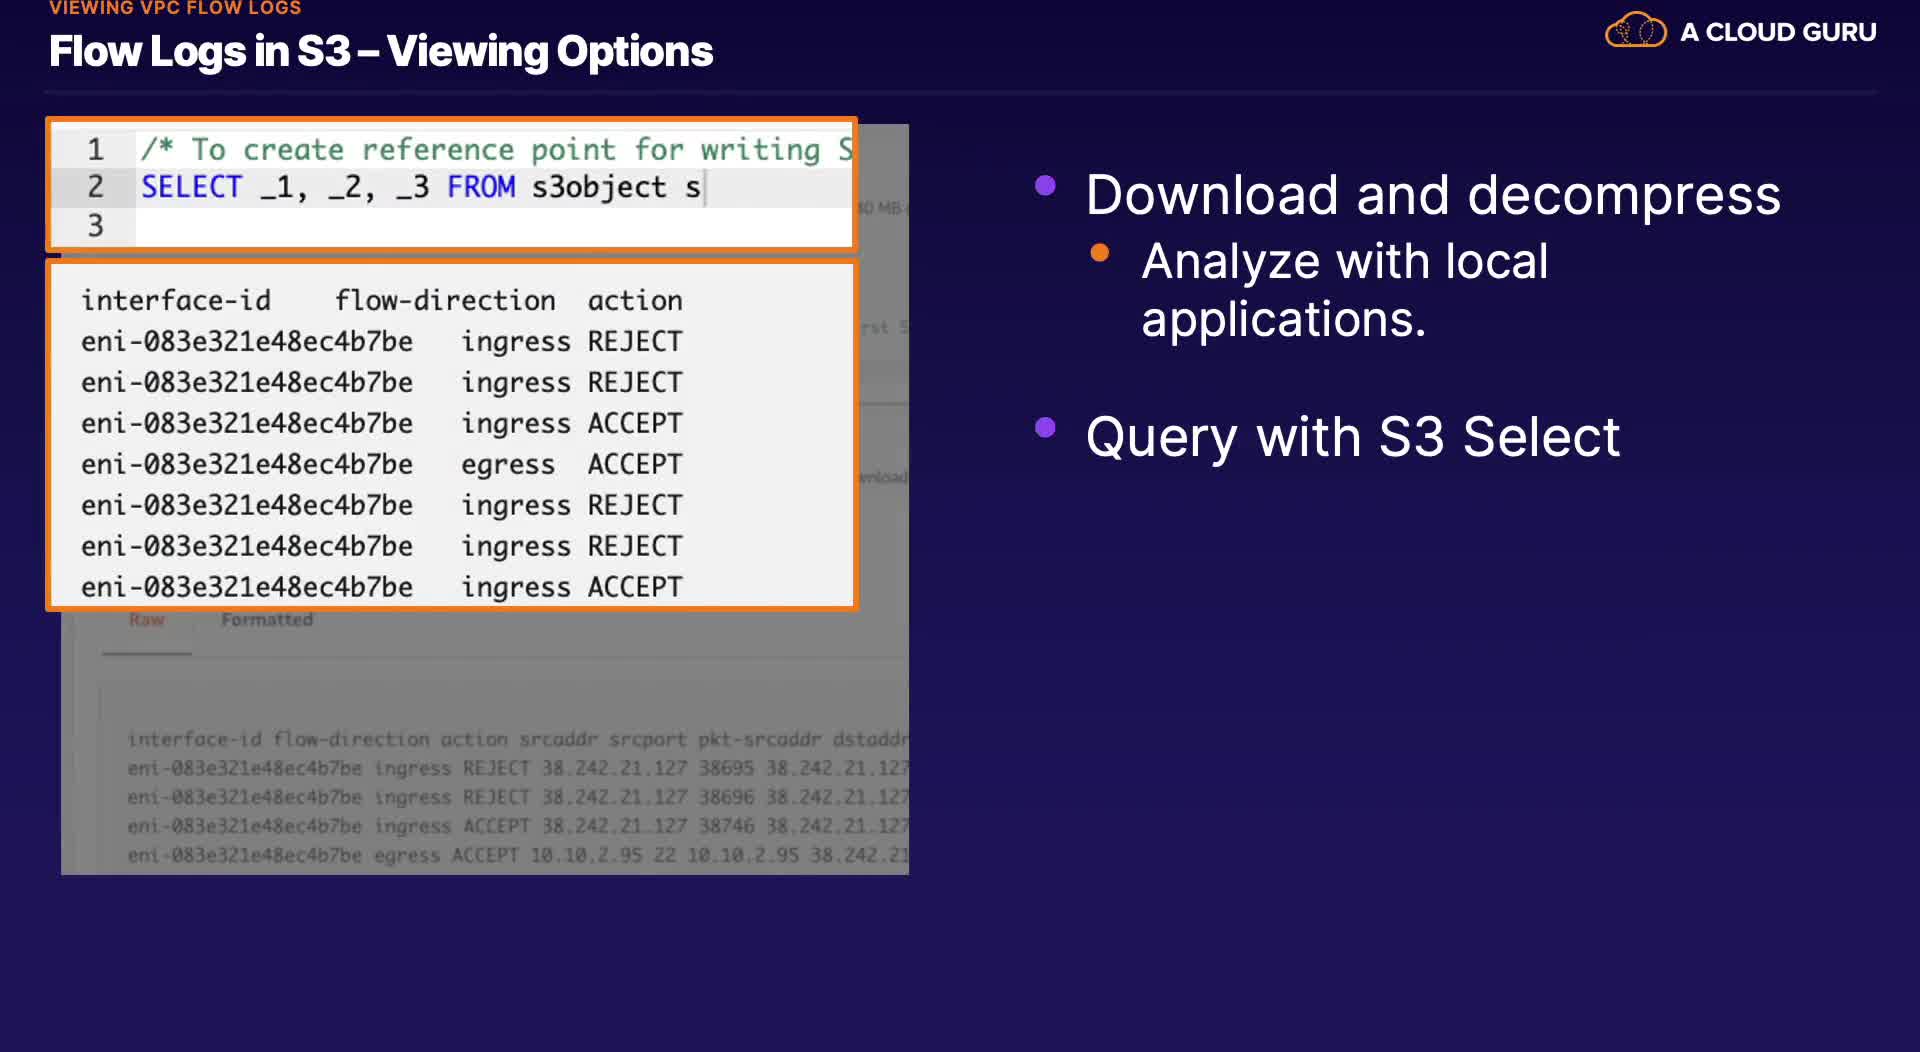 VIEWING VPC FLOW LOGS
Flow Logs in S3 – Viewing Options
A CLOUD GURU
1 /* To create reference point for writing S
2 SELECT _1, _2, _3 FROM s3object s
3
80 MB
interface-id flow-direction action
eni-083e321e48ec4b7be ingress REJECT
eni-083e321e48ec4b7be ingress REJECT
eni-083e321e48ec4b7be ingress ACCEPT
eni-083e321e48ec4b7be egress ACCEPT
eni-083e321e48ec4b7be ingress REJECT
eni-083e321e48ec4b7be ingress REJECT
eni-083e321e48ec4b7be ingress ACCEPT
Raw Formatted
interface-id flow-direction action srcaddr srcport pkt-srcaddr dstaddr
eni-083e321e48ec4b7be ingress REJECT 38.242.21.127 38695 38.242.21.127
eni-083e321e48ec4b7be ingress REJECT 38.242.21.127 38696 38.242.21.127
eni-083e321e48ec4b7be ingress ACCEPT 38.242.21.127 38746 38.242.21.127
eni-083e321e48ec4b7be egress ACCEPT 10.10.2.95 22 10.10.2.95 38.242.21
• Download and decompress
• Analyze with local
applications.
• Query with S3 Select